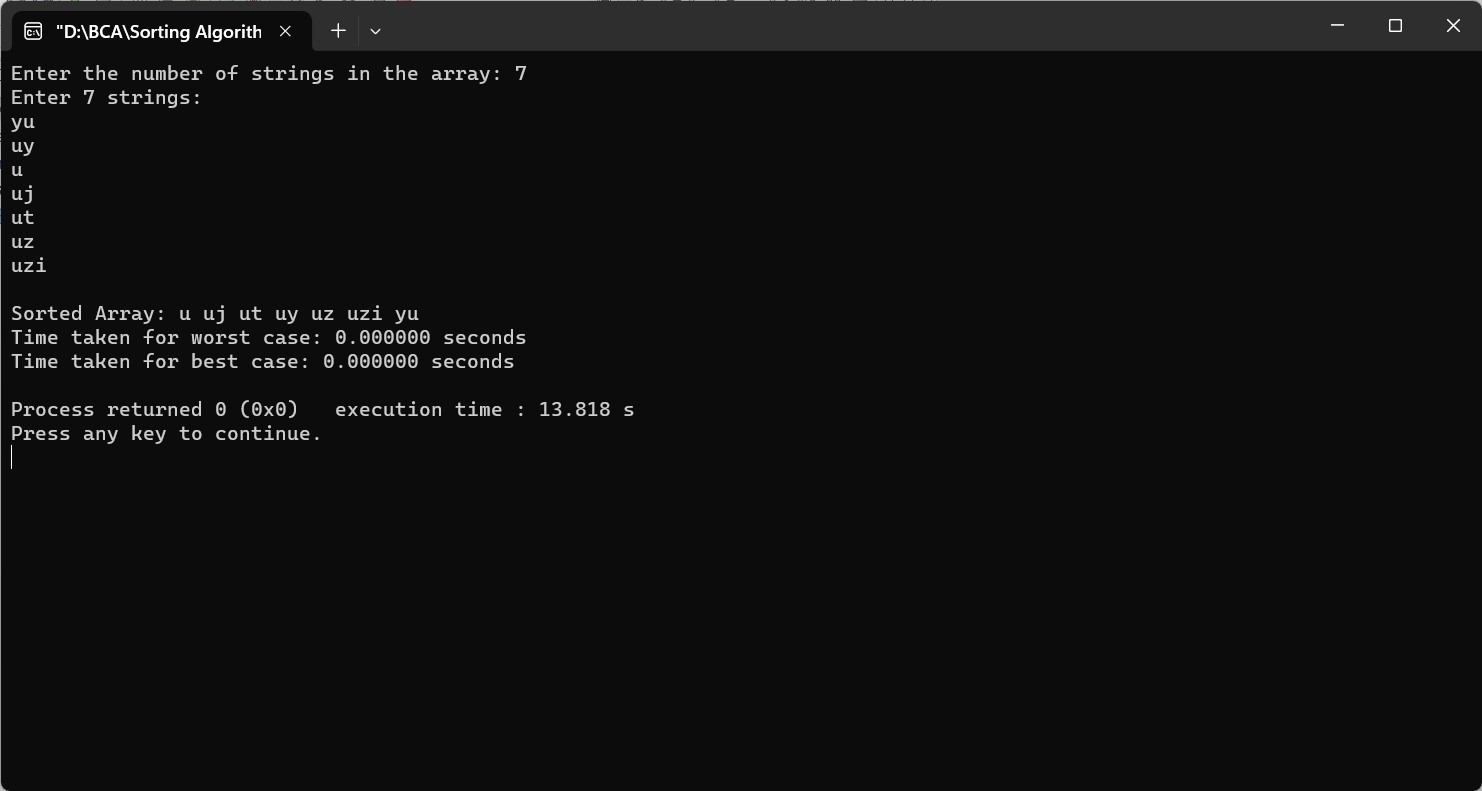 "D:\BCA\Sorting Algorith
Enter the number of strings in the array: 7
Enter 7 strings:
yu
uy
u
uj
ut
uz
uzi
Sorted Array: u uj ut uy uz uzi yu
Time taken for worst case: 0.000000 seconds
Time taken for best case: 0.000000 seconds
Process returned 0 (0x0)   execution time : 13.818 s
Press any key to continue.